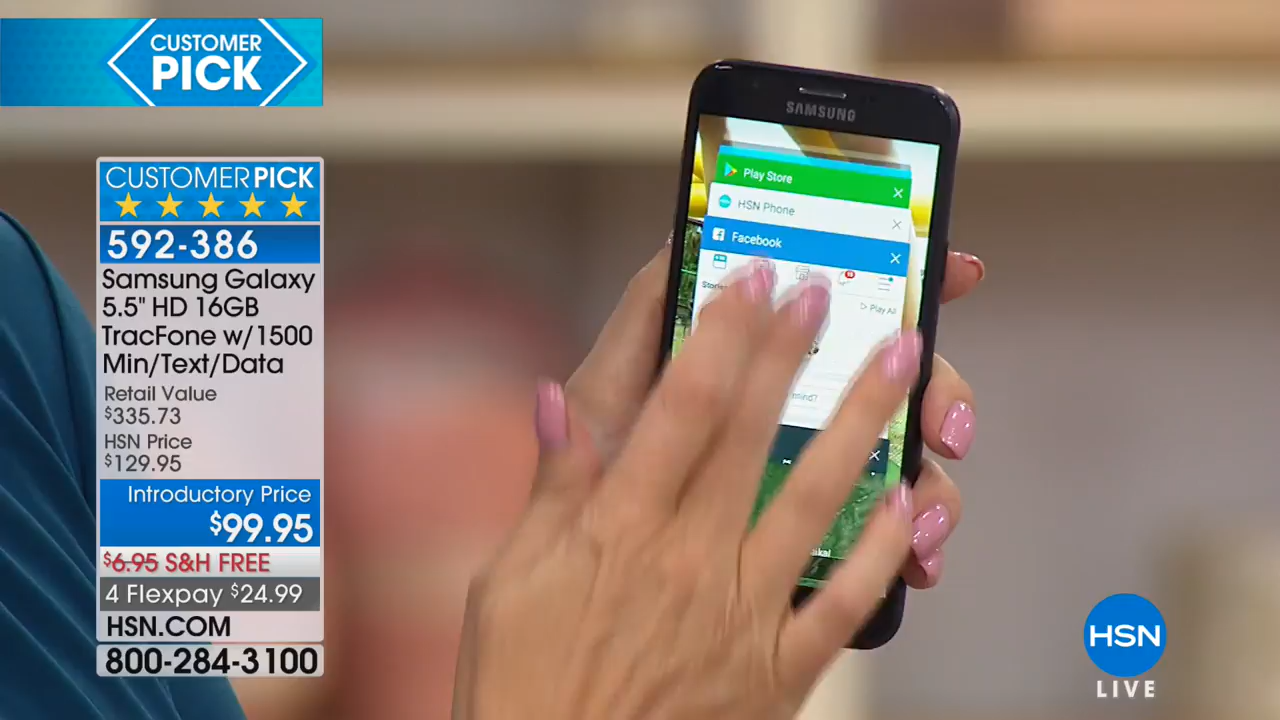 CUSTOMER
PICK
CUSTOMER PICK
592-386
Samsung Galaxy
5.5" HD 16GB
TracFone w/1500
Min/Text/Data
Retail Value
$335.73
HSN Price
$129.95
Introductory Price
$99.95
$6.95 S&H FREE
4 Flexpay $24.99
HSN.COM
800-284-3100
SAMSUNG
Play Store
HSN Phone
Facebook
Play All
HSN
LIVE